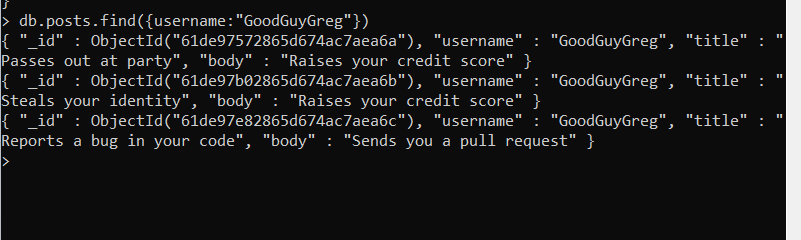 }
> db.posts.find({username:"GoodGuyGreg"})
{ "_id" : ObjectId("61de97572865d674ac7aea6a"), "username" : "GoodGuyGreg", "title" : "
Passes out at party", "body" : "Raises your credit score" }
{ "_id" : ObjectId("61de97b02865d674ac7aea6b"), "username" : "GoodGuyGreg", "title" : "
Steals your identity", "body" : "Raises your credit score" }
{ "_id" : ObjectId("61de97e82865d674ac7aea6c"), "username" : "GoodGuyGreg", "title" : "
Reports a bug in your code", "body" : "Sends you a pull request" }
>